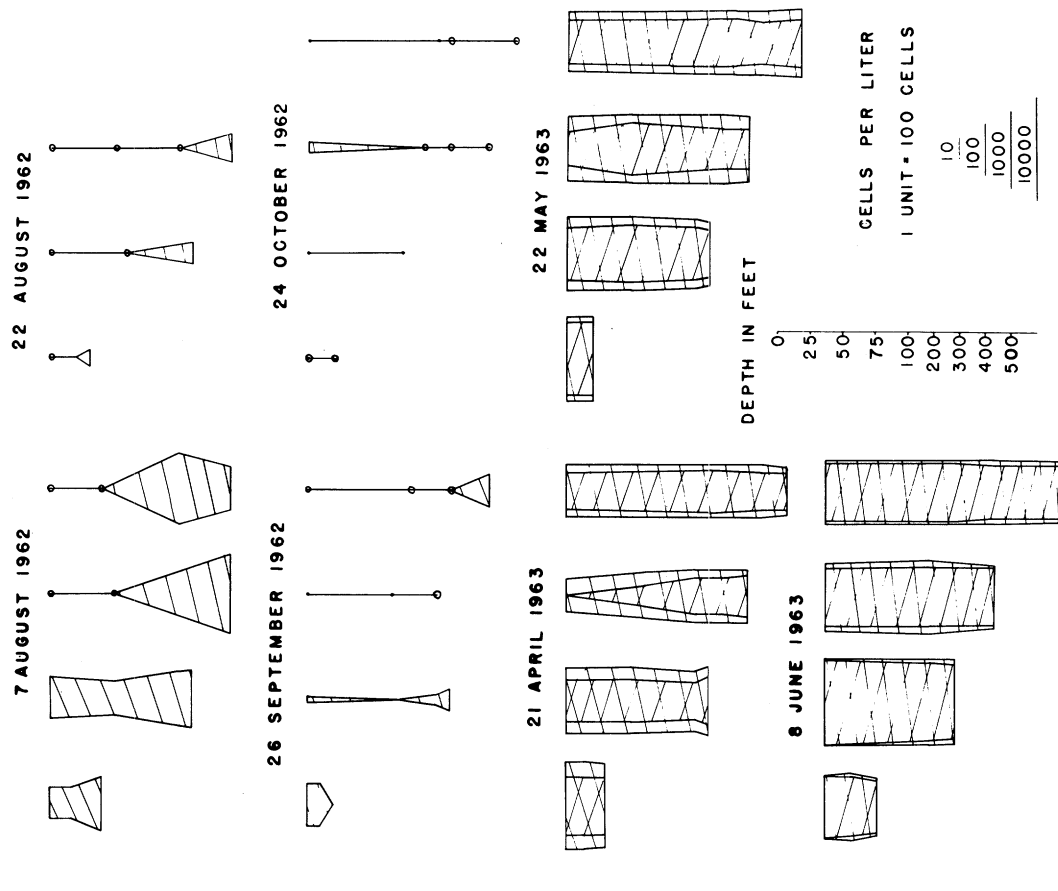 7 AUGUST 1962
22 AUGUST 1962
26 SEPTEMBER 1962
24 OCTOBER 1962
21 APRIL 1963
22 MAY 1963
8 JUNE 1963
DEPTH IN FEET
0
25
50
75
100
200
300
400
500
CELLS PER LITER
1 UNIT = 100 CELLS
10
100
1000
10000